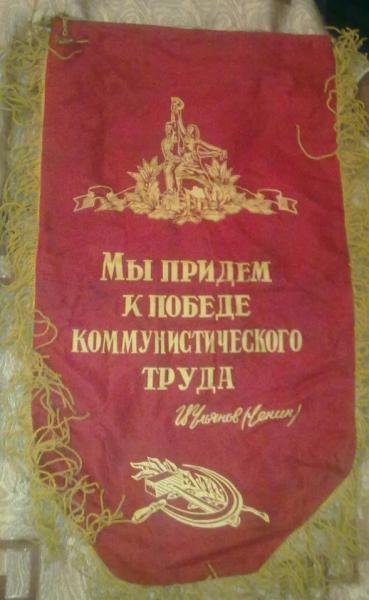 Мы придем
к победе
коммунистического
труда
В Ульянов (Ленин)